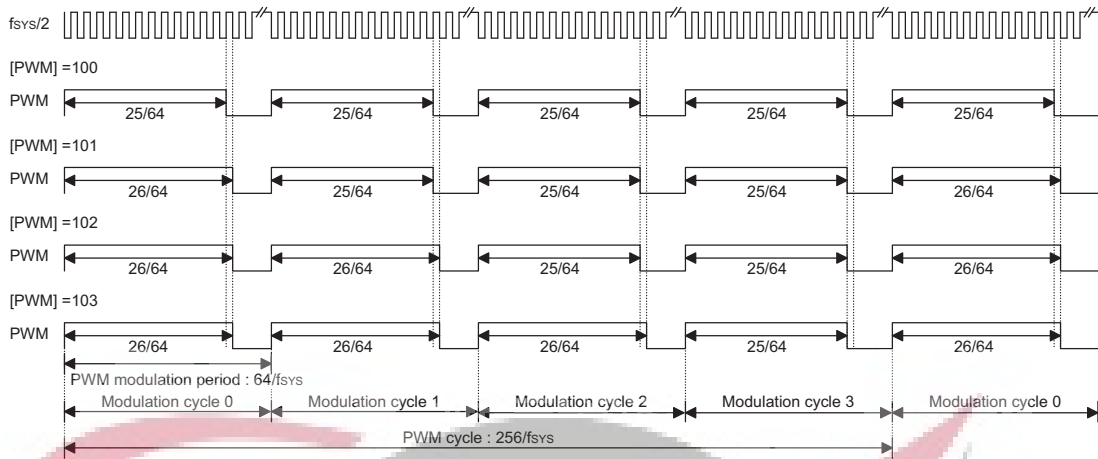 fSYS/2
[PWM] =100
PWM
25/64 25/64 25/64 25/64 25/64
[PWM] =101
PWM
26/64 25/64 25/64 25/64 26/64
[PWM] =102
PWM
26/64 26/64 25/64 25/64 26/64
[PWM] =103
PWM
26/64 26/64 26/64 25/64 26/64
PWM modulation period : 64/fSYS
Modulation cycle 0 Modulation cycle 1 Modulation cycle 2 Modulation cycle 3 Modulation cycle 0
PWM cycle : 256/fSYS